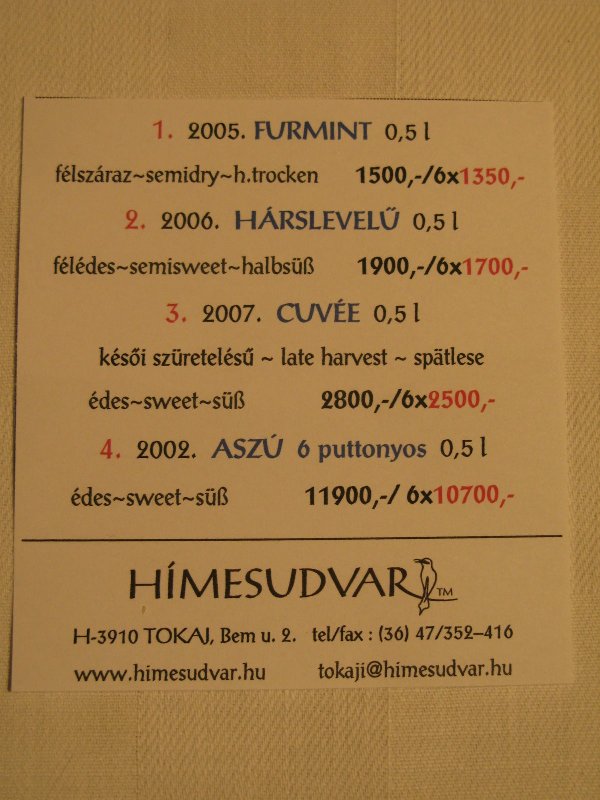 1. 2005. FURMINT 0,5 l
félszáraz~semidry~h.trocken 1500,-/6x1350,-
2. 2006. HÁRSLEVELŰ 0,5 l
félédes~semisweet~halbsüß 1900,-/6x1700,-
3. 2007. CUVÉE 0,5 l
késői szüretelésű ~ late harvest ~ spätlese
édes~sweet~süß 2800,-/6x2500,-
4. 2002. ASZÚ 6 puttonyos 0,5 l
édes~sweet~süß 11900,-/ 6x10700,-
HÍMESUDVAR TM
H-3910 TOKAJ, Bem u. 2. tel/fax : (36) 47/352-416
www.himesudvar.hu tokaji@himesudvar.hu